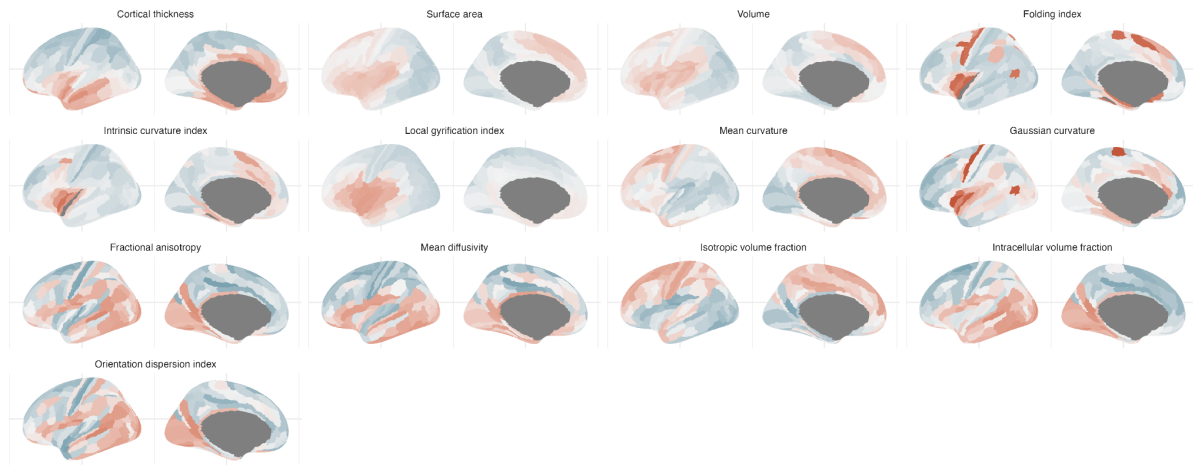 Cortical thickness
Surface area
Volume
Folding index
Intrinsic curvature index
Local gyrification index
Mean curvature
Gaussian curvature
Fractional anisotropy
Mean diffusivity
Isotropic volume fraction
Intracellular volume fraction
Orientation dispersion index